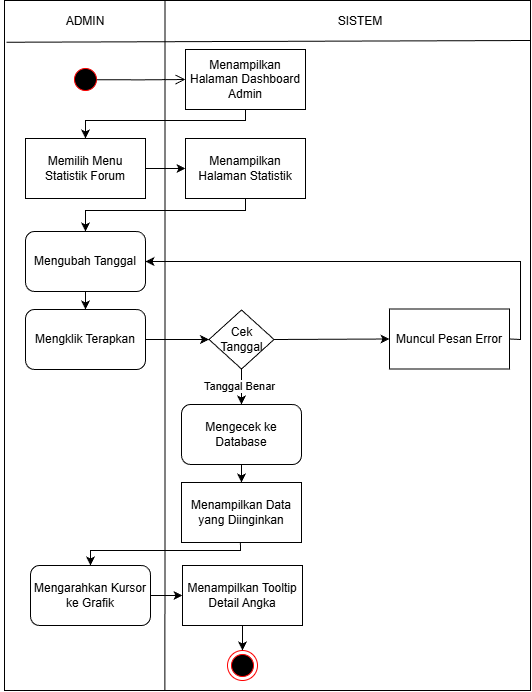 ADMIN
SISTEM
Menampilkan
Halaman Dashboard
Admin
Memilih Menu
Statistik Forum
Menampilkan
Halaman Statistik
Mengubah Tanggal
Mengklik Terapkan
Cek
Tanggal
Muncul Pesan Error
Tanggal Benar
Mengecek ke
Database
Menampilkan Data
yang Diinginkan
Mengarahkan Kursor
ke Grafik
Menampilkan Tooltip
Detail Angka